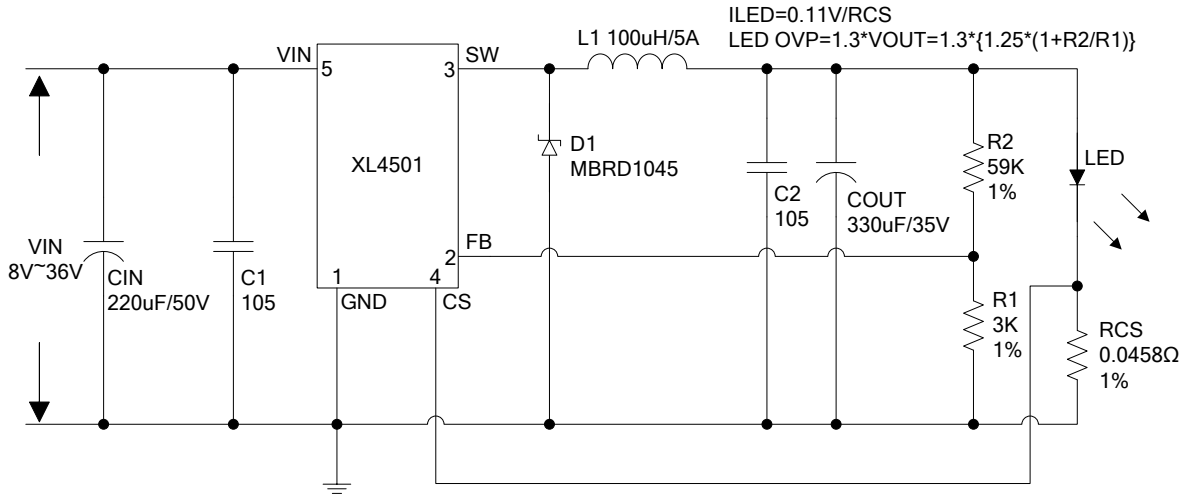 ILED=0.11V/RCS
LED OVP=1.3*VOUT=1.3*{1.25*(1+R2/R1)}
L1 100uH/5A
VIN
5
3
SW
XL4501
D1
MBRD1045
R2
59K
1%
LED
C2
105
COUT
330uF/35V
VIN
8V~36V
CIN
220uF/50V
C1
105
2
FB
1
GND
4
CS
R1
3K
1%
RCS
0.0458Ω
1%